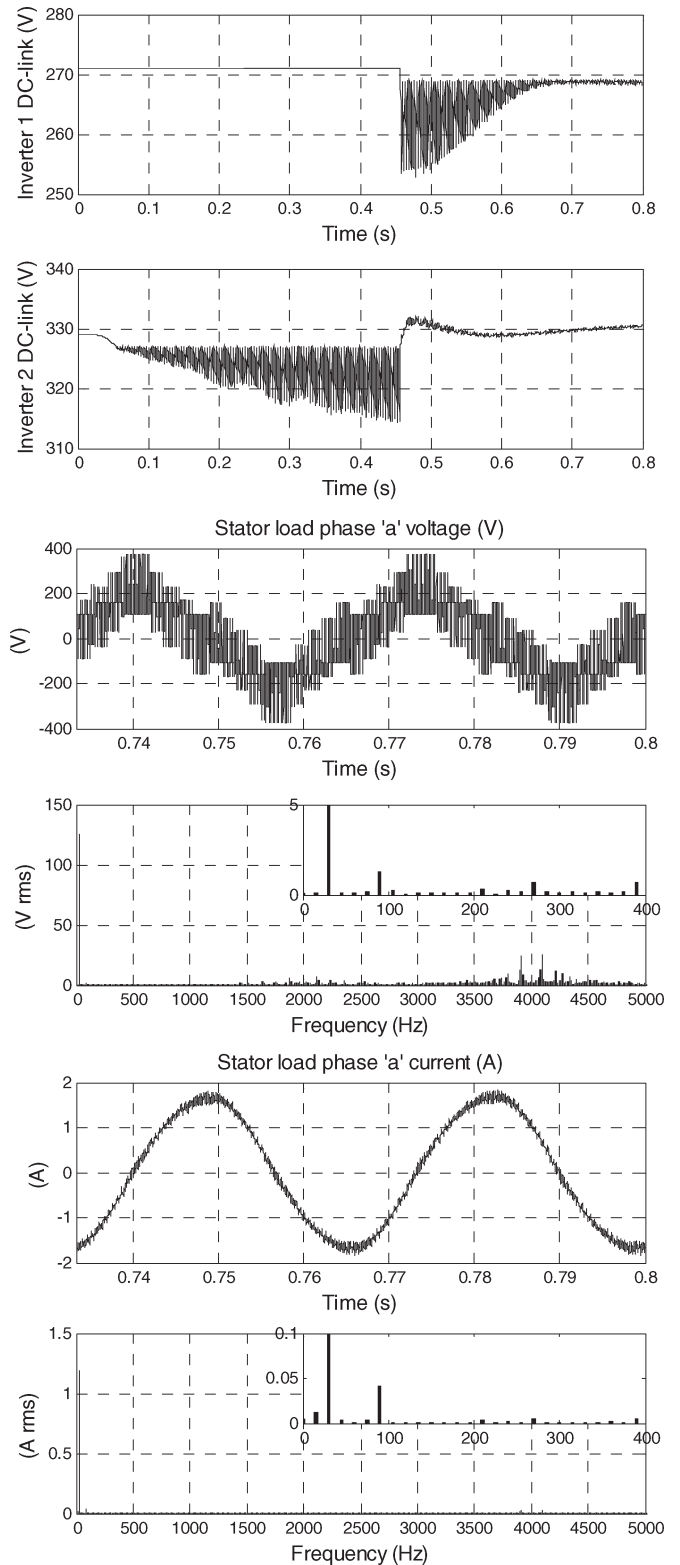 Inverter 1 DC-link (V)
280
270
260
250
0 0.1 0.2 0.3 0.4 0.5 0.6 0.7 0.8
Time (s)
Inverter 2 DC-link (V)
340
330
320
310
0 0.1 0.2 0.3 0.4 0.5 0.6 0.7 0.8
Time (s)
Stator load phase 'a' voltage (V)
(V)
400
200
0
-200
-400
0.74 0.75 0.76 0.77 0.78 0.79 0.8
Time (s)
(V rms)
150
100
50
0
5
0
0 100 200 300 400
0 500 1000 1500 2000 2500 3000 3500 4000 4500 5000
Frequency (Hz)
Stator load phase 'a' current (A)
(A)
2
1
0
-1
-2
0.74 0.75 0.76 0.77 0.78 0.79 0.8
Time (s)
(A rms)
1.5
1
0.5
0
0.1
0.05
0
0 100 200 300 400
0 500 1000 1500 2000 2500 3000 3500 4000 4500 5000
Frequency (Hz)